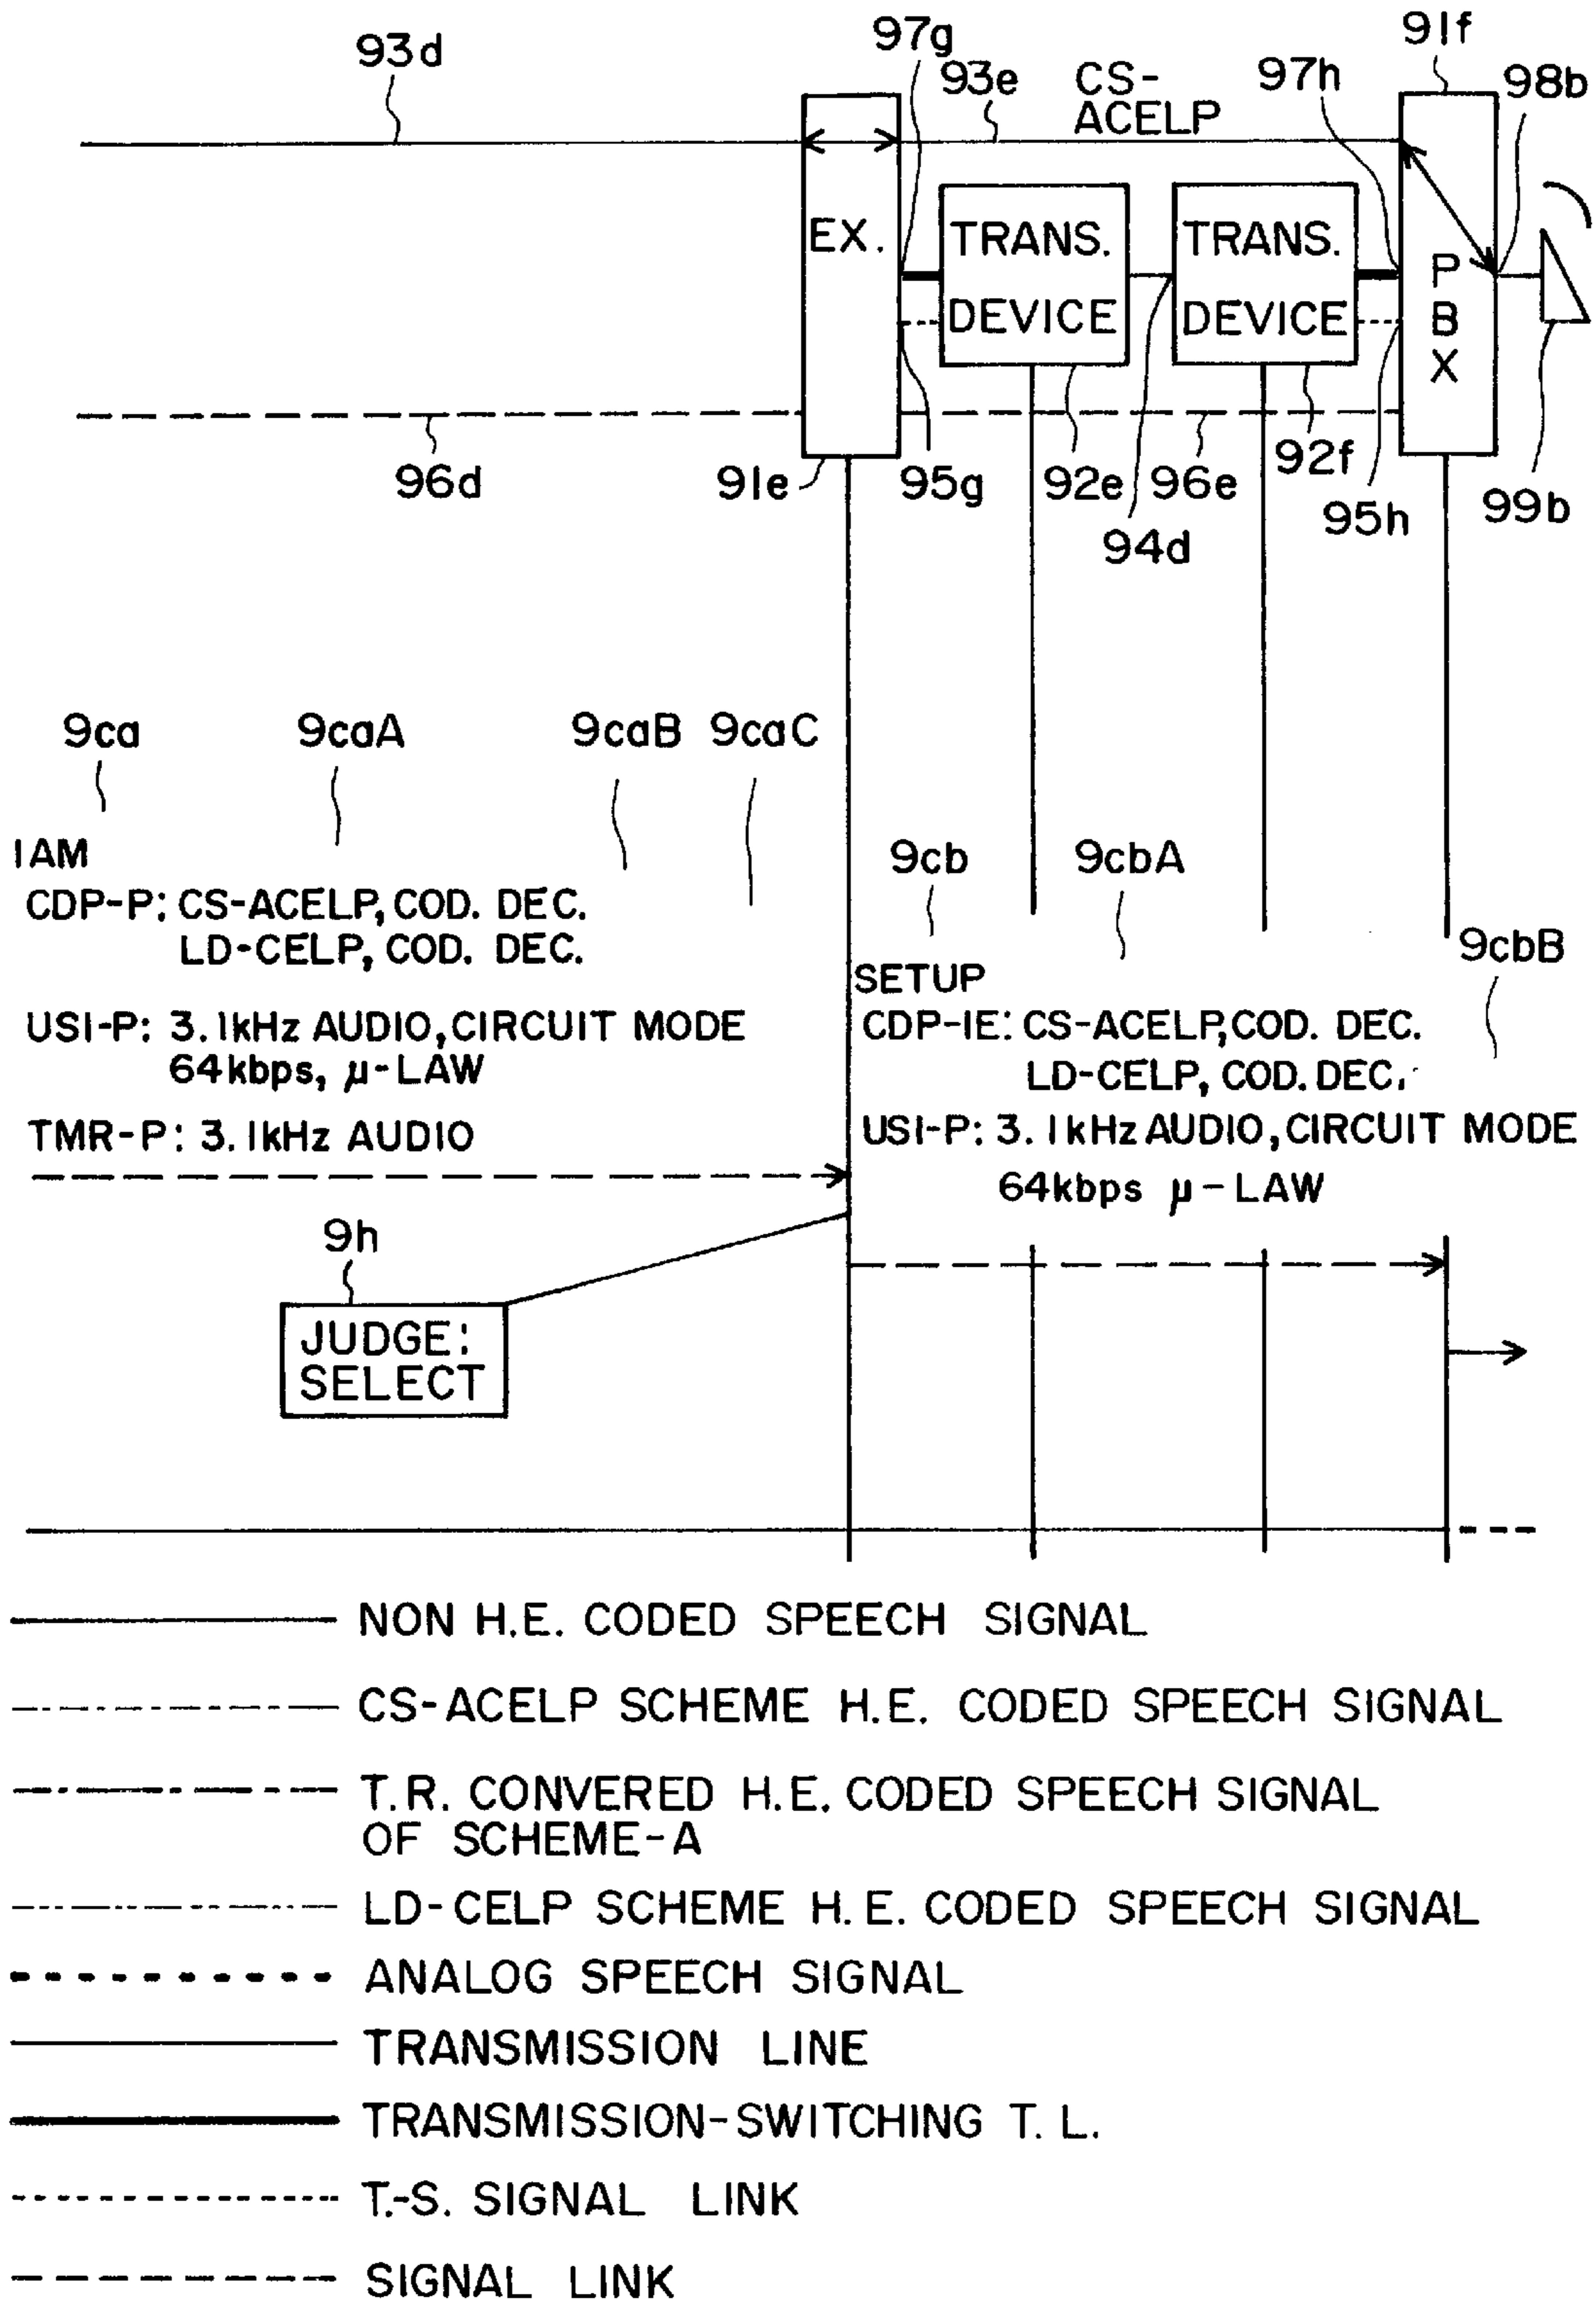 93d
97g
93e
CS-
ACELP
97h
91f
98b
EX.
TRANS.
DEVICE
TRANS.
DEVICE
P
B
X
96d
91e
95g
92e
96e
92f
94d
95h
99b
9ca
9caA
9caB
9caC
IAM
CDP-P: CS-ACELP, COD. DEC.
LD-CELP, COD. DEC.
USI-P: 3.1kHz AUDIO, CIRCUIT MODE
64kbps, μ-LAW
TMR-P: 3.1kHz AUDIO
9cb
9cbA
9cbB
SETUP
CDP-IE: CS-ACELP, COD. DEC.
LD-CELP, COD. DEC.
USI-P: 3.1kHz AUDIO, CIRCUIT MODE
64kbps μ-LAW
9h
JUDGE:
SELECT
NON H.E. CODED SPEECH SIGNAL
CS-ACELP SCHEME H.E. CODED SPEECH SIGNAL
T.R. CONVERED H.E. CODED SPEECH SIGNAL
OF SCHEME-A
LD-CELP SCHEME H.E. CODED SPEECH SIGNAL
ANALOG SPEECH SIGNAL
TRANSMISSION LINE
TRANSMISSION-SWITCHING T. L.
T.-S. SIGNAL LINK
SIGNAL LINK